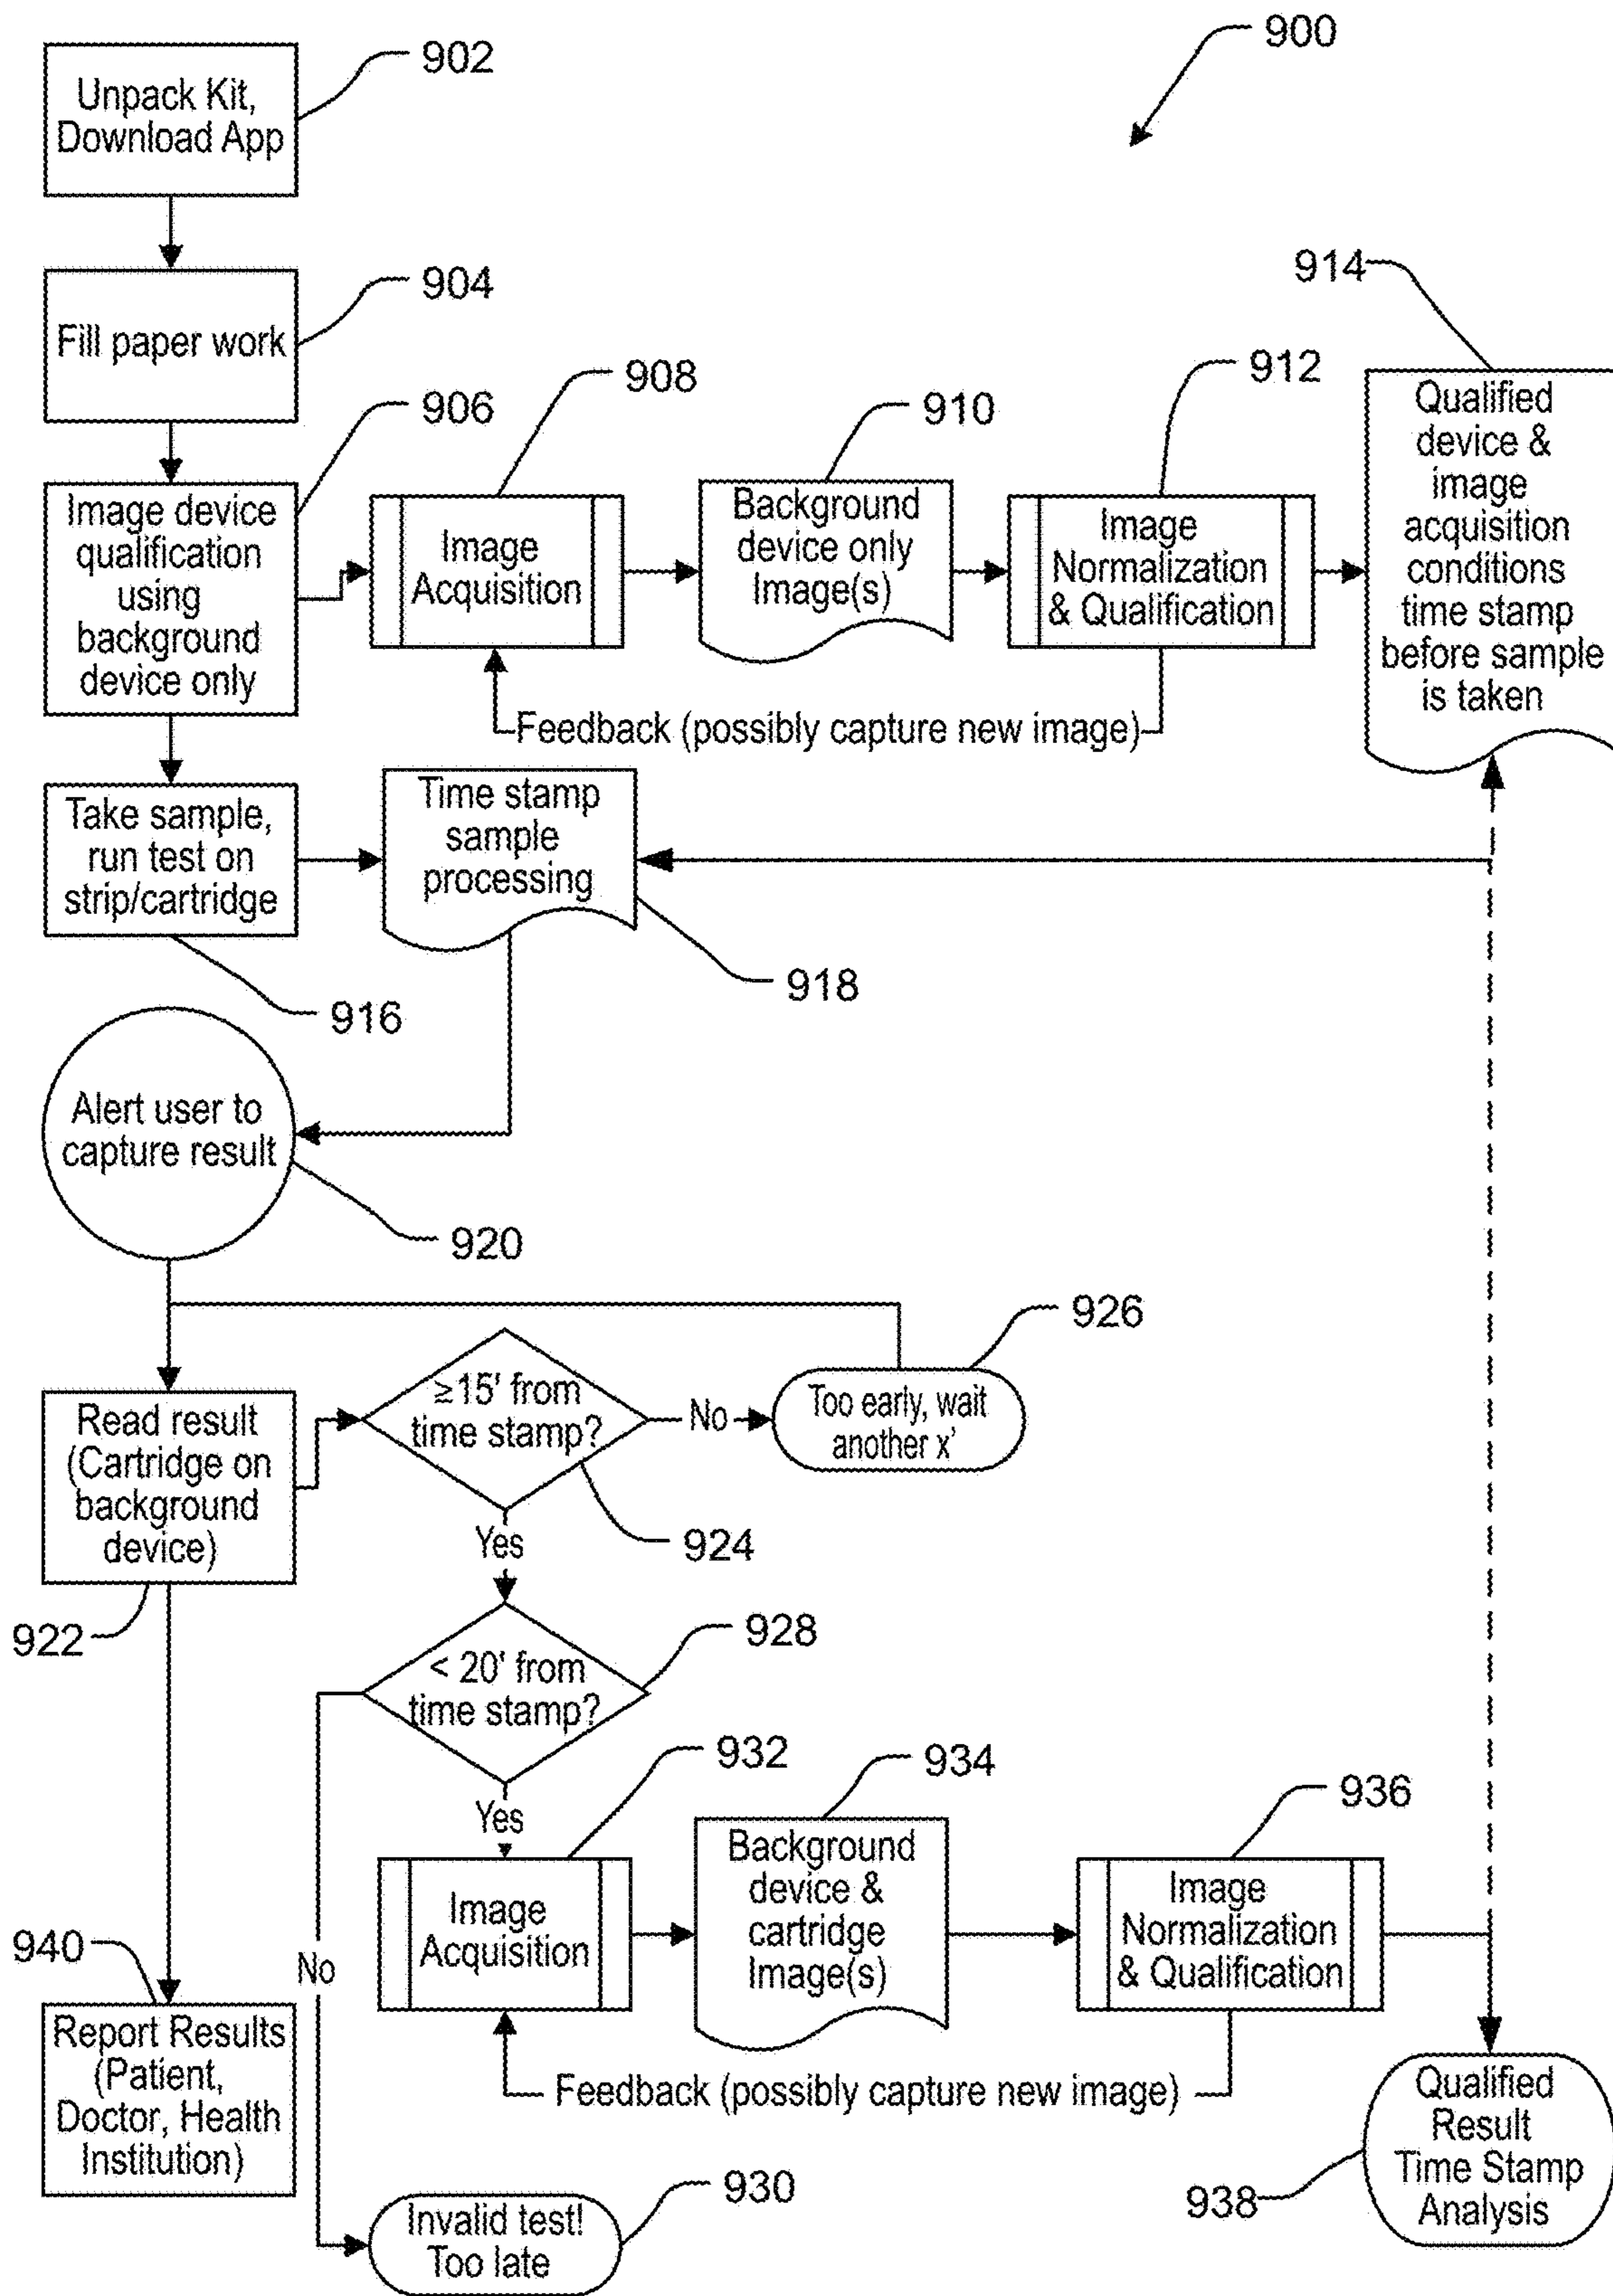 900
902
Unpack Kit,
Download App
904
Fill paper work
914
906
908
910
912
Image device
qualification
using
background
device only
Image
Acquisition
Background
device only
Image(s)
Image
Normalization
& Qualification
Qualified
device &
image
acquisition
conditions
time stamp
before sample
is taken
Feedback (possibly capture new image)
Take sample,
run test on
strip/cartridge
Time stamp
sample
processing
916
918
Alert user to
capture result
920
926
Read result
(Cartridge on
background
device)
≥15' from
time stamp?
No
Too early, wait
another x'
924
Yes
922
< 20' from
time stamp?
928
932
934
936
Yes
Image
Acquisition
Background
device &
cartridge
Image(s)
Image
Normalization
& Qualification
No
940
Report Results
(Patient,
Doctor, Health
Institution)
Feedback (possibly capture new image)
Qualified
Result
Time Stamp
Analysis
938
930
Invalid test!
Too late